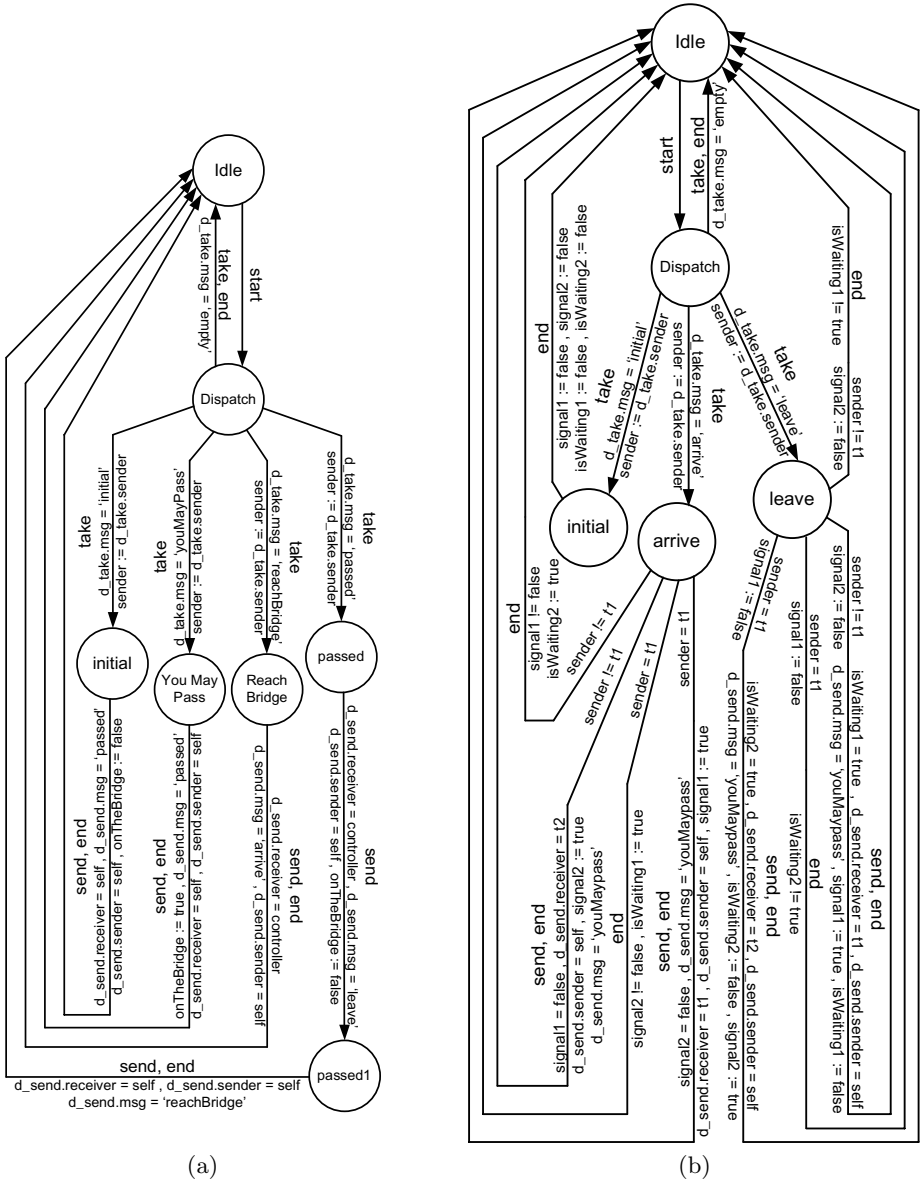 Idle
start
take, end
d_take.msg = 'empty'
Dispatch
take
d_take.msg = 'initial'
sender := d_take.sender
take
d_take.msg = 'youMayPass'
sender := d_take.sender
take
d_take.msg = 'reachBridge'
sender := d_take.sender
take
d_take.msg = 'passed'
sender := d_take.sender
initial
You May
Pass
Reach
Bridge
passed
send, end
d_send.receiver = self , d_send.msg = 'passed'
d_send.sender = self , onTheBridge := false
send, end
onTheBridge := true , d_send.msg = 'passed'
d_send.receiver = self , d_send.sender = self
send, end
d_send.receiver = controller
d_send.msg = 'arrive' , d_send.sender = self
send
d_send.receiver = controller , d_send.msg = 'leave'
d_send.sender = self , onTheBridge := false
passed1
send, end
d_send.receiver = self , d_send.sender = self
d_send.msg = 'reachBridge'
(a)
Idle
start
take, end
d_take.msg = 'empty'
Dispatch
end
signal1 := false , signal2 := false
isWaiting1 := false , isWaiting2 := false
take
d_take.msg = 'initial'
sender := d_take.sender
take
d_take.msg = 'arrive'
sender := d_take.sender
take
d_take.msg = 'leave'
sender := d_take.sender
end
isWaiting1 != true
signal2 := false
sender != t1
initial
arrive
leave
end
signal1 != false
isWaiting2 := true
sender != t1
sender != t1
sender = t1
sender = t1
send, end
signal1 = false , d_send.receiver = t2
d_send.sender = self , signal2 := true
d_send.msg = 'youMaypass'
end
signal2 != false , isWaiting1 := true
send, end
signal2 = false , d_send.msg = 'youMaypass'
d_send.receiver = t1 , d_send.sender = self , signal1 := true
sender = t1
signal1 := false
send, end
isWaiting2 = true , d_send.receiver = t2 , d_send.sender = self
d_send.msg = 'youMaypass' , isWaiting2 := false , signal2 := true
sender = t1
signal1 := false
end
isWaiting2 != true
sender != t1
signal2 := false
send, end
isWaiting1 = true , d_send.receiver = t1 , d_send.sender = self
d_send.msg = 'youMaypass' , signal1 := true , isWaiting1 := false
(b)